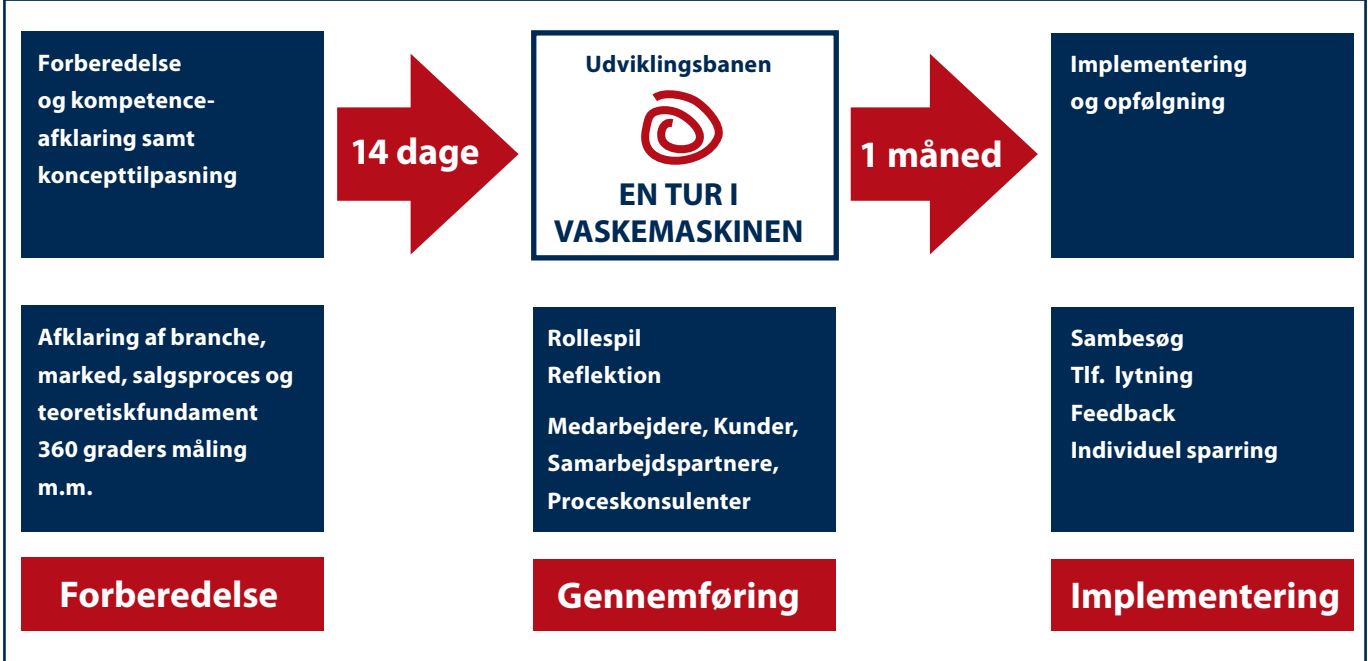 Forberedelse
og kompetence-
afklaring samt
koncepttilpasning
14 dage
Udviklingsbanen
EN TUR I
VASKEMASKINEN
1 måned
Implementering
og opfølgning
Afklaring af branche,
marked, salgsproces og
teoretiskfundament
360 graders måling
m.m.
Rollespil
Reflektion
Medarbejdere, Kunder,
Samarbejdspartnere,
Proceskonsulenter
Sambesøg
Tlf. lytning
Feedback
Individuel sparring
Forberedelse
Gennemføring
Implementering